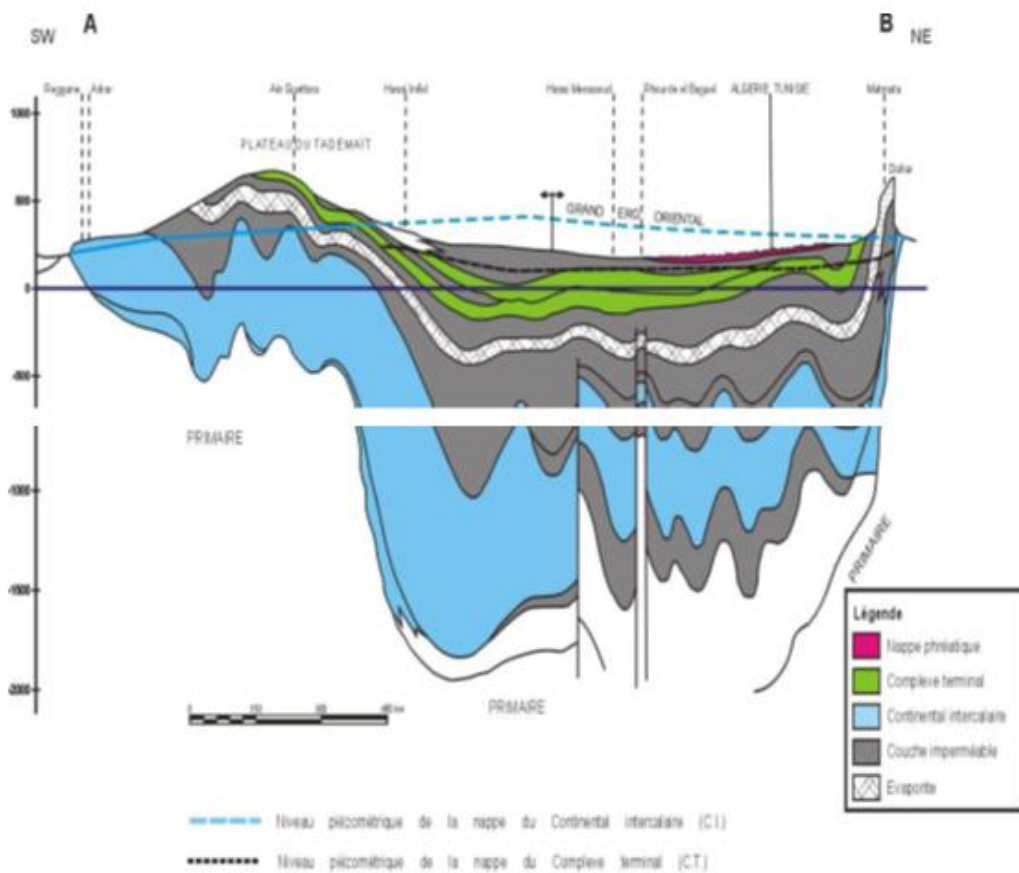 SW A B NE
Reggane Adrar Aïn Guettara Hassi Inifel Hassi Messaoud Rhourde el Baguel ALGERIE TUNISIE Matmata
1000
PLATEAU DU TADEMAÏT
Dahar
500
GRAND ERG ORIENTAL
0
-500
PRIMAIRE
-1000
-1500
PRIMAIRE
-2000
PRIMAIRE
0
Légende
Nappe phréatique
Complexe terminal
Continental intercalaire
Couche imperméable
Evaporite
Niveau piézométrique de la nappe du Continental intercalaire (C.I.)
Niveau piézométrique de la nappe du Complexe terminal (C.T.)